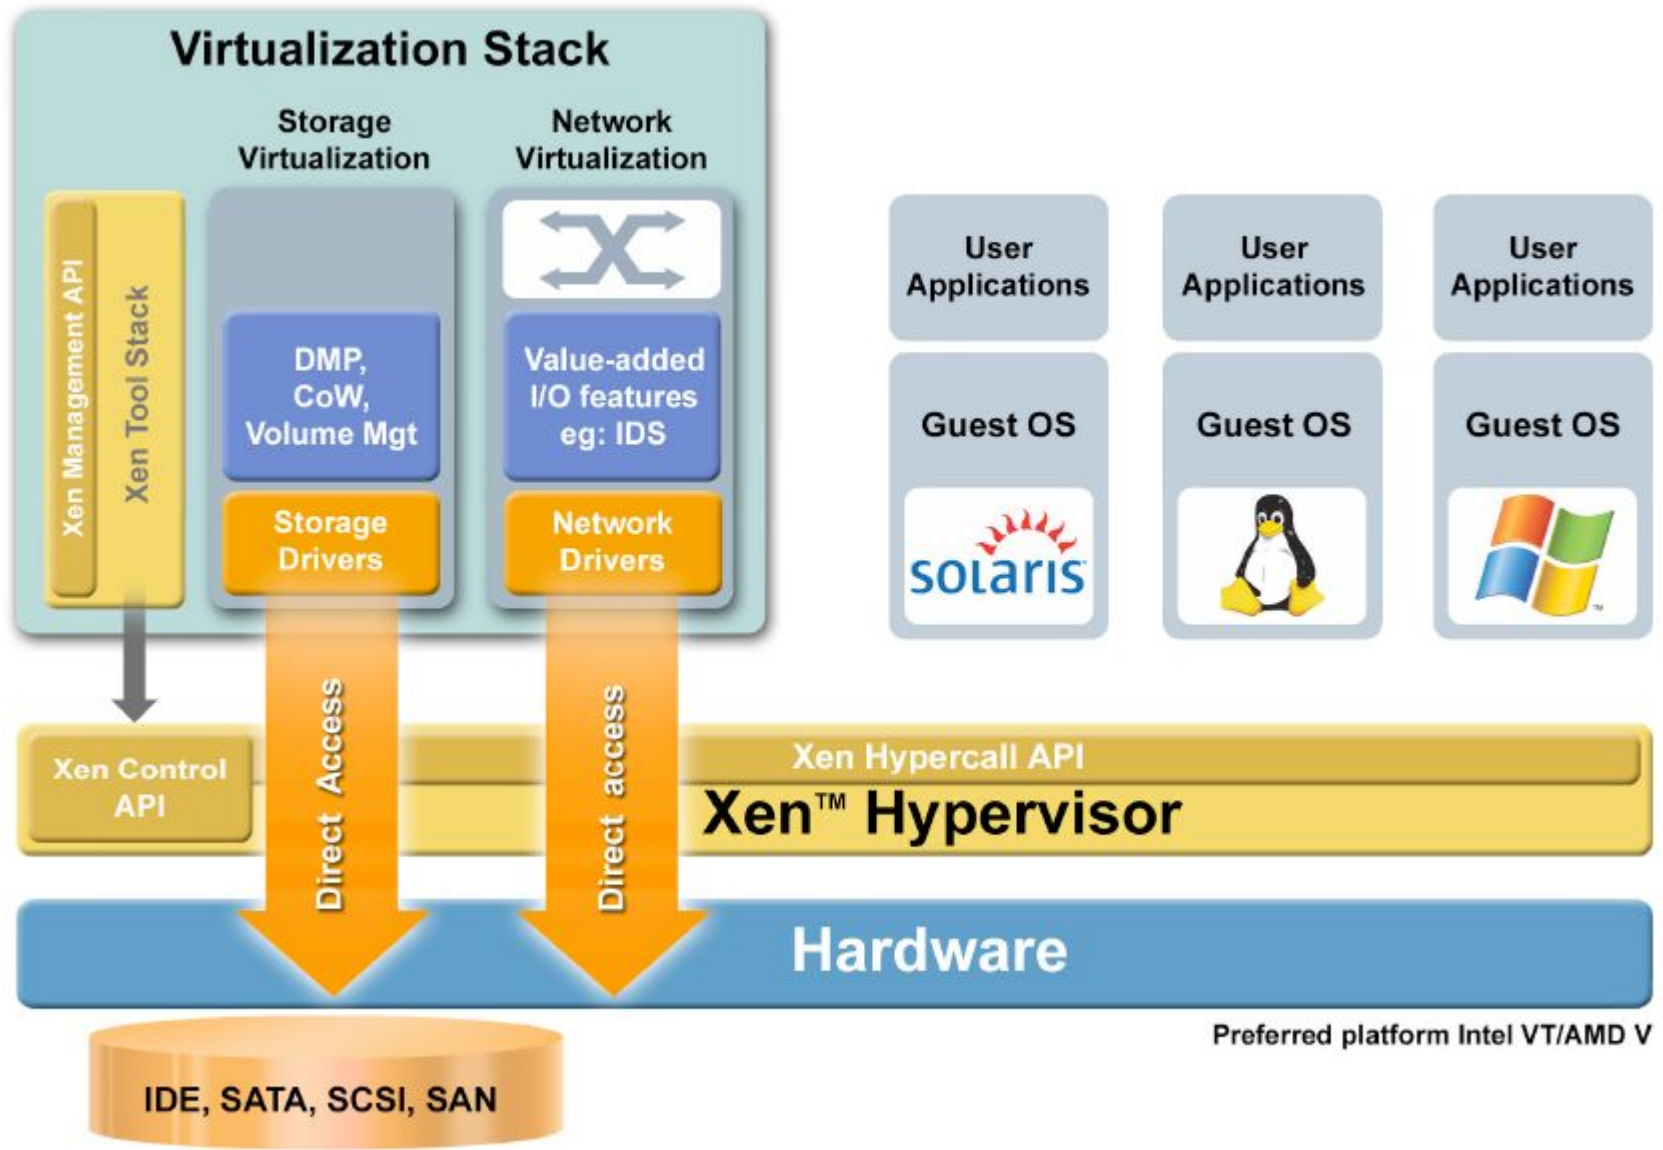 Virtualization Stack
Storage
Virtualization
Network
Virtualization
Xen Management API
Xen Tool Stack
DMP,
CoW,
Volume Mgt
Value-added
I/O features
eg: IDS
Storage
Drivers
Network
Drivers
User
Applications
User
Applications
User
Applications
Guest OS
Guest OS
Guest OS
solaris
TM
Direct Access
Direct access
Xen Control
API
Xen Hypercall API
Xen™ Hypervisor
Hardware
Preferred platform Intel VT/AMD V
IDE, SATA, SCSI, SAN